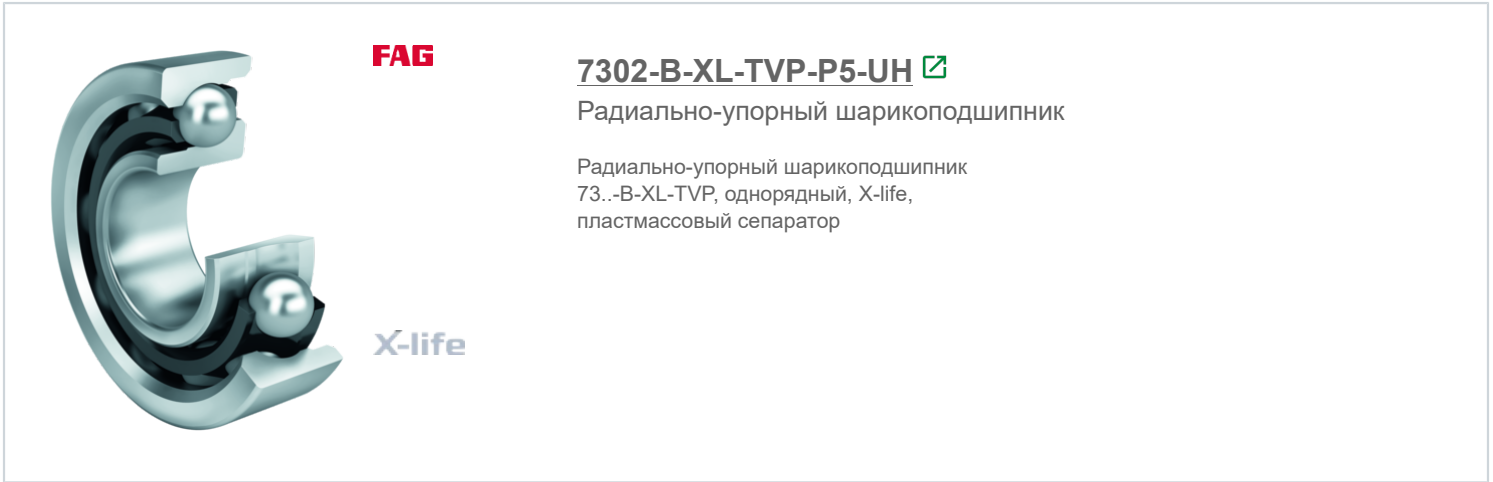 FAG
7302-B-XL-TVP-P5-UH
Радиально-упорный шарикоподшипник
Радиально-упорный шарикоподшипник
73..-B-XL-TVP, однорядный, X-life,
пластмассовый сепаратор
X-life